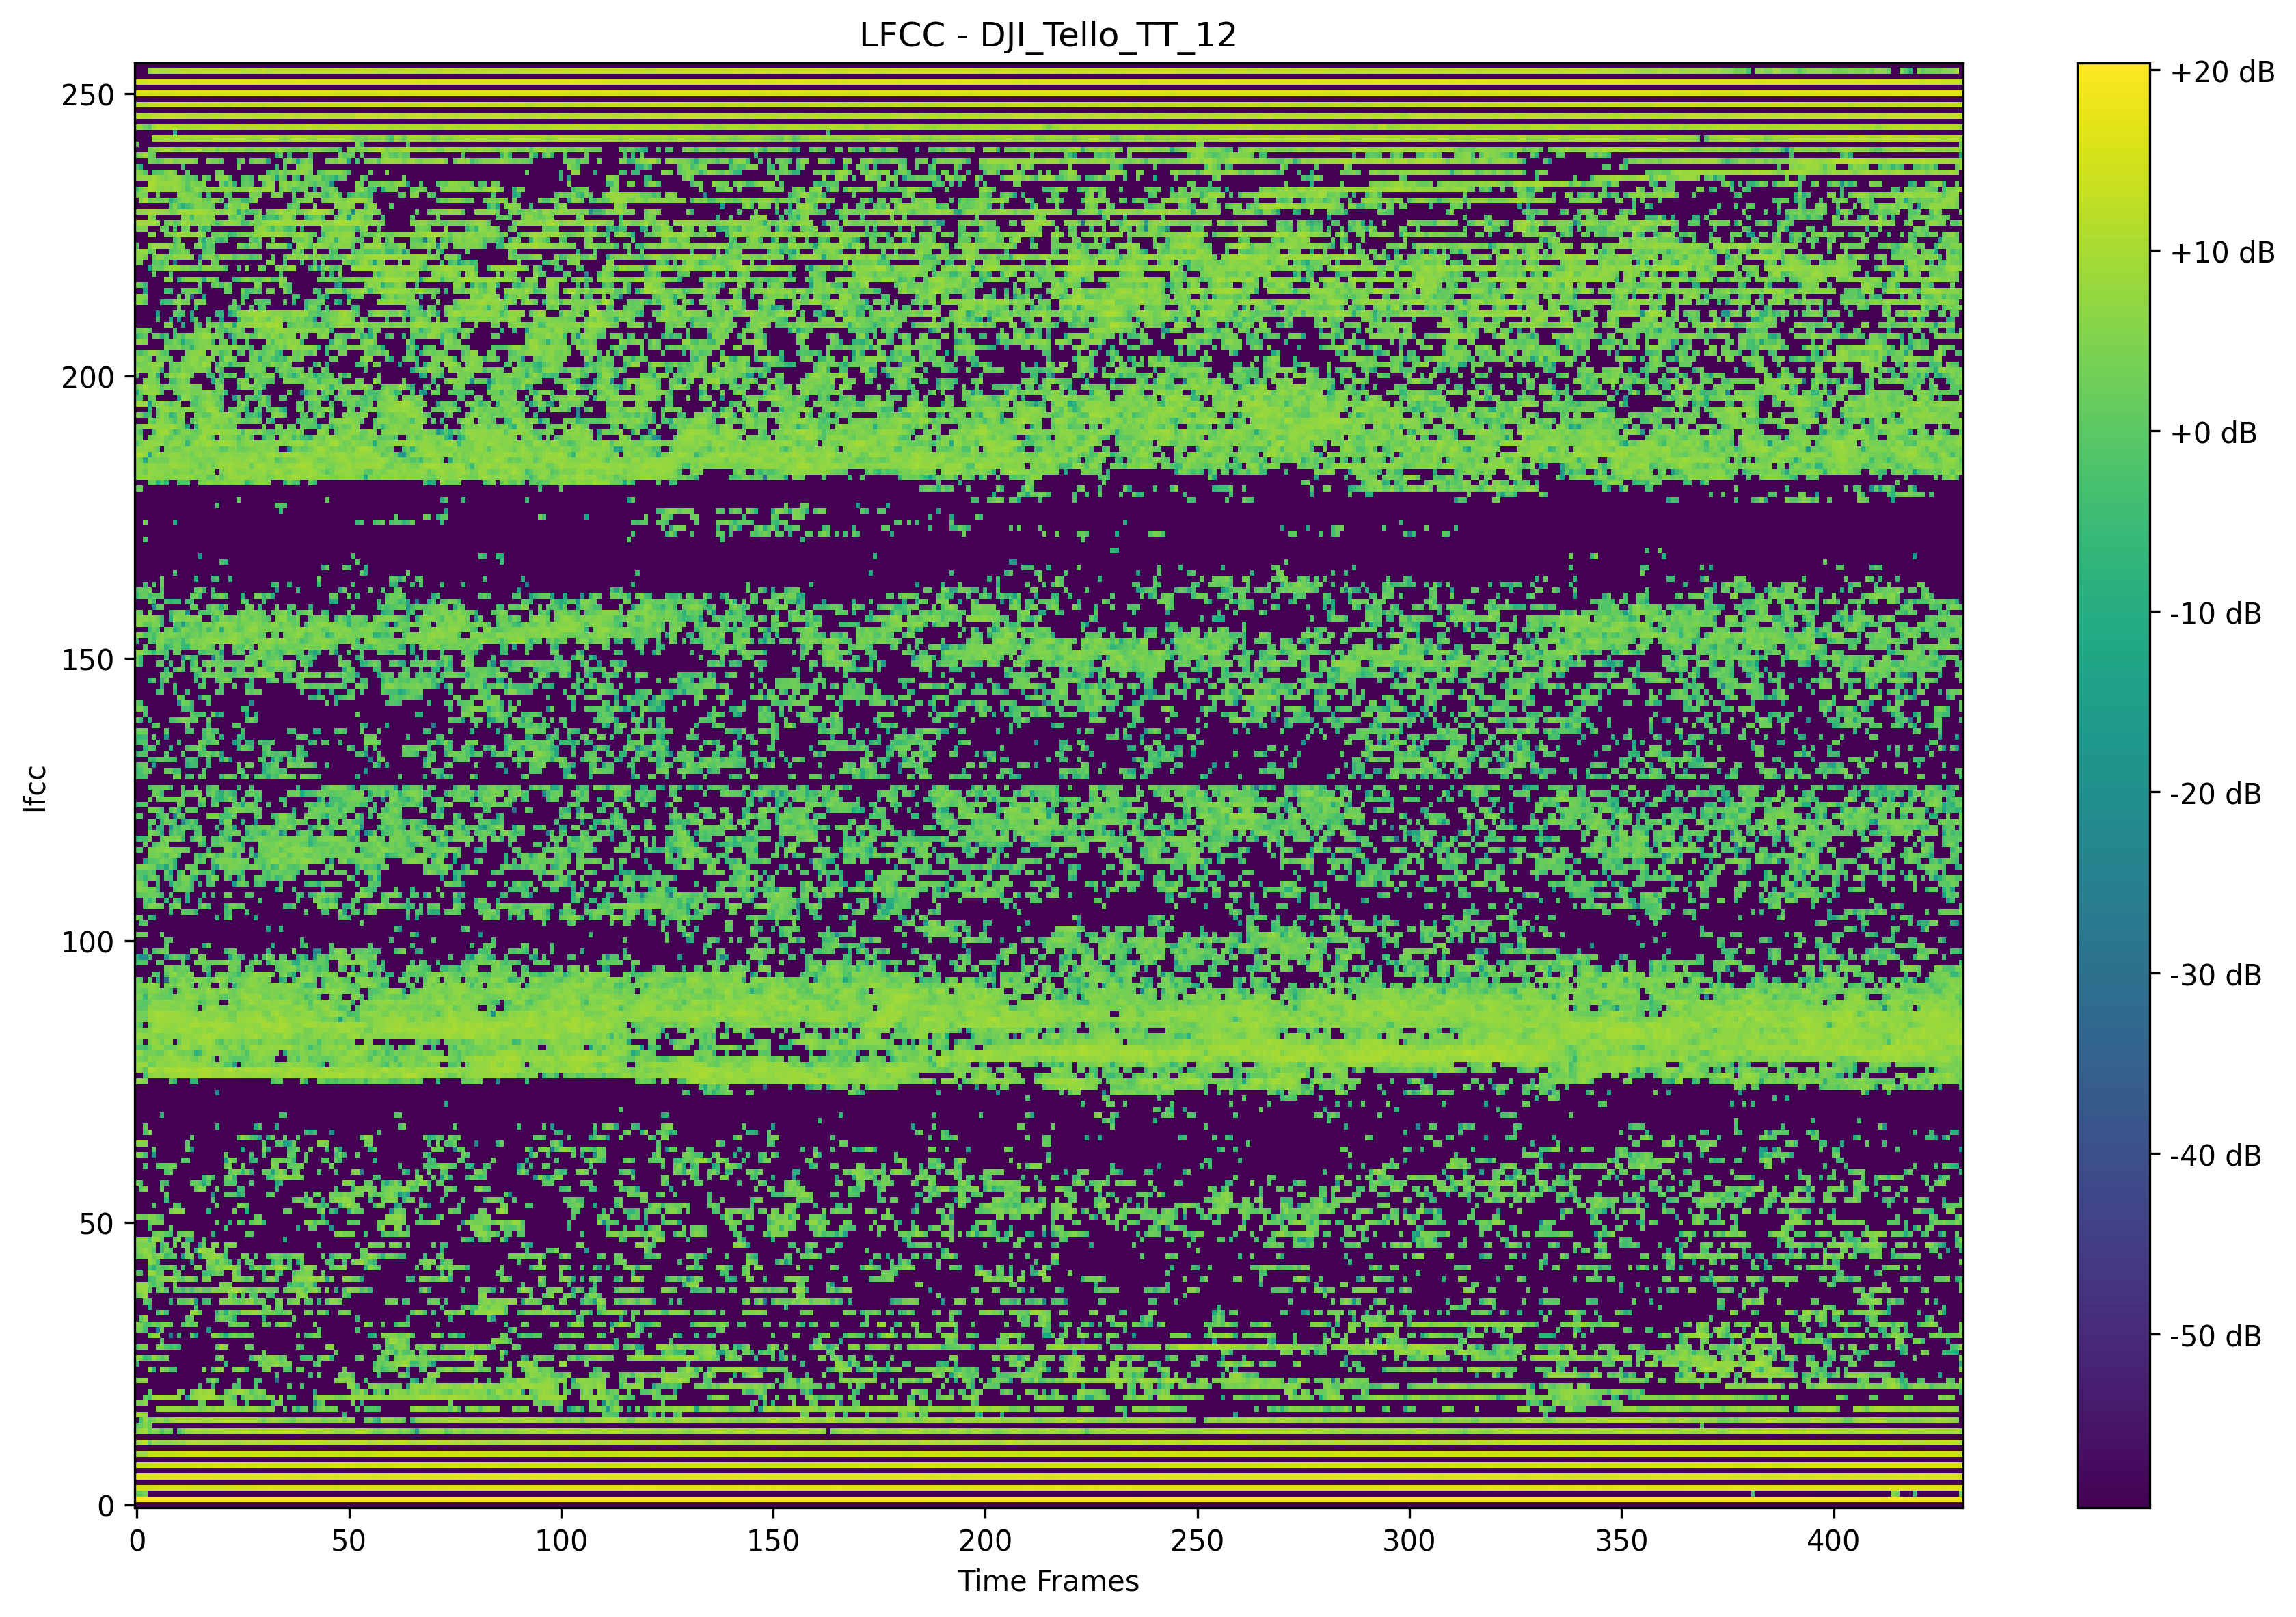 LFCC - DJI_Tello_TT_12
lfcc
250
200
150
100
50
0
0 50 100 150 200 250 300 350 400
Time Frames
+20 dB
+10 dB
+0 dB
-10 dB
-20 dB
-30 dB
-40 dB
-50 dB